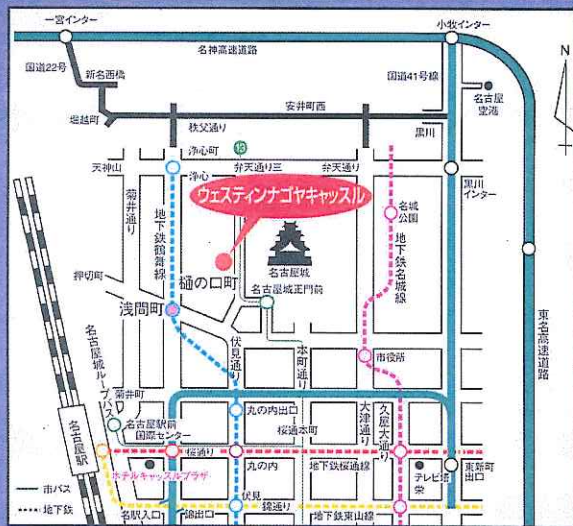 一宮インター
小牧インター
名神高速道路
国道22号
新名西橋
国道41号線
名古屋
空港
N
堀越町
秩父通り
安井町西
黒川
浄心町
⑬
天神山
浄心
弁天通り三
弁天通り
黒川
インター
菊井通り
地下鉄鶴舞線
ウェスティンナゴヤキャッスル
名城
公園
地下鉄名城線
押切町
樋の口町
名古屋城
名古屋城正門前
浅間町
東名高速道路
名古屋城ループバス
伏見通り
本町通り
市役所
菊井町
大津通り
久屋大通り
名古屋駅前
国際センター
丸の内出口
桜通本町
名古屋駅
桜通り
丸の内
地下鉄桜通線
東新町
出口
ホテルキャッスルプラザ
テレビ塔
栄
市バス
地下鉄
名駅入口
錦出口
伏見
錦通り
地下鉄東山線